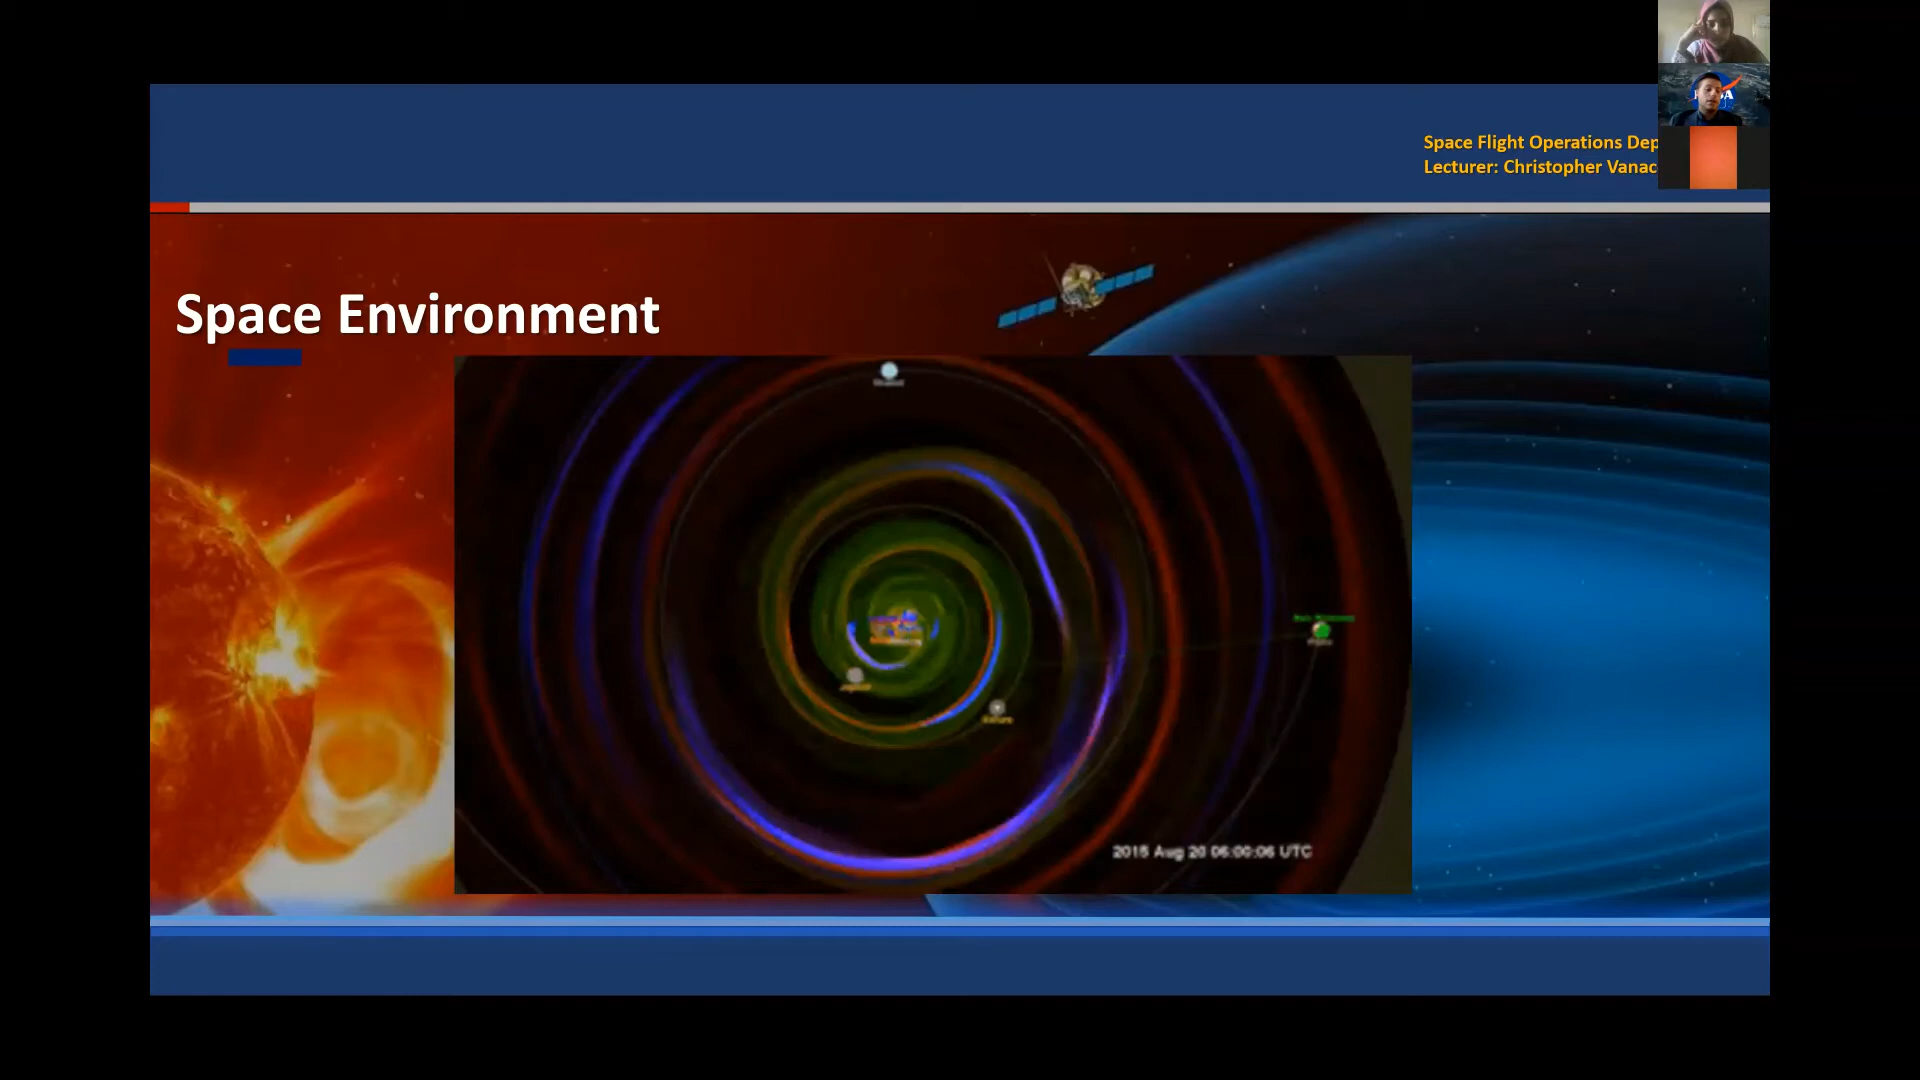 Space Flight Operations Dep
Lecturer: Christopher Vanac
Space Environment
2015 Aug 20 06:00:06 UTC